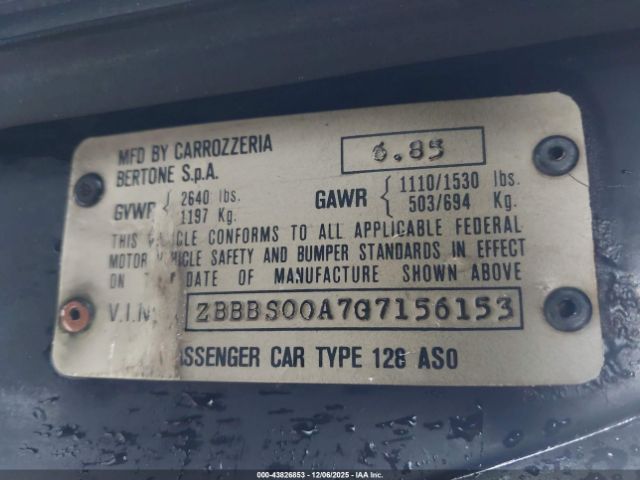 MFD BY CARROZZERIA
BERTONE S.p.A.
6.85
GVWR { 2640 lbs.
1197 Kg.
GAWR { 1110/1530 lbs.
503/694 Kg.
THIS VEHICLE CONFORMS TO ALL APPLICABLE FEDERAL
MOTOR VEHICLE SAFETY AND BUMPER STANDARDS IN EFFECT
ON DATE OF MANUFACTURE SHOWN ABOVE
V.I.N. ZBBBS00A7G7156153
PASSENGER CAR TYPE 128 AS0
000-43826853 - 12/06/2025 - IAA Inc.